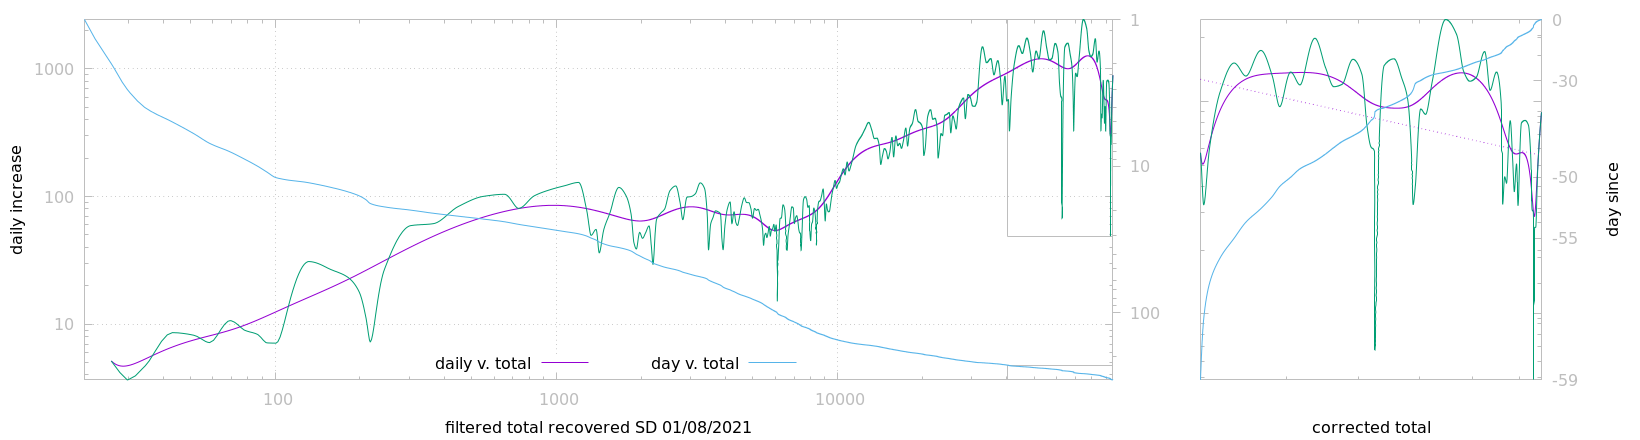 1000
100
10
daily increase
100
1000
10000
filtered total recovered SD 01/08/2021
daily v. total
day v. total
1
10
100
0
-30
-50
-55
-59
day since
corrected total